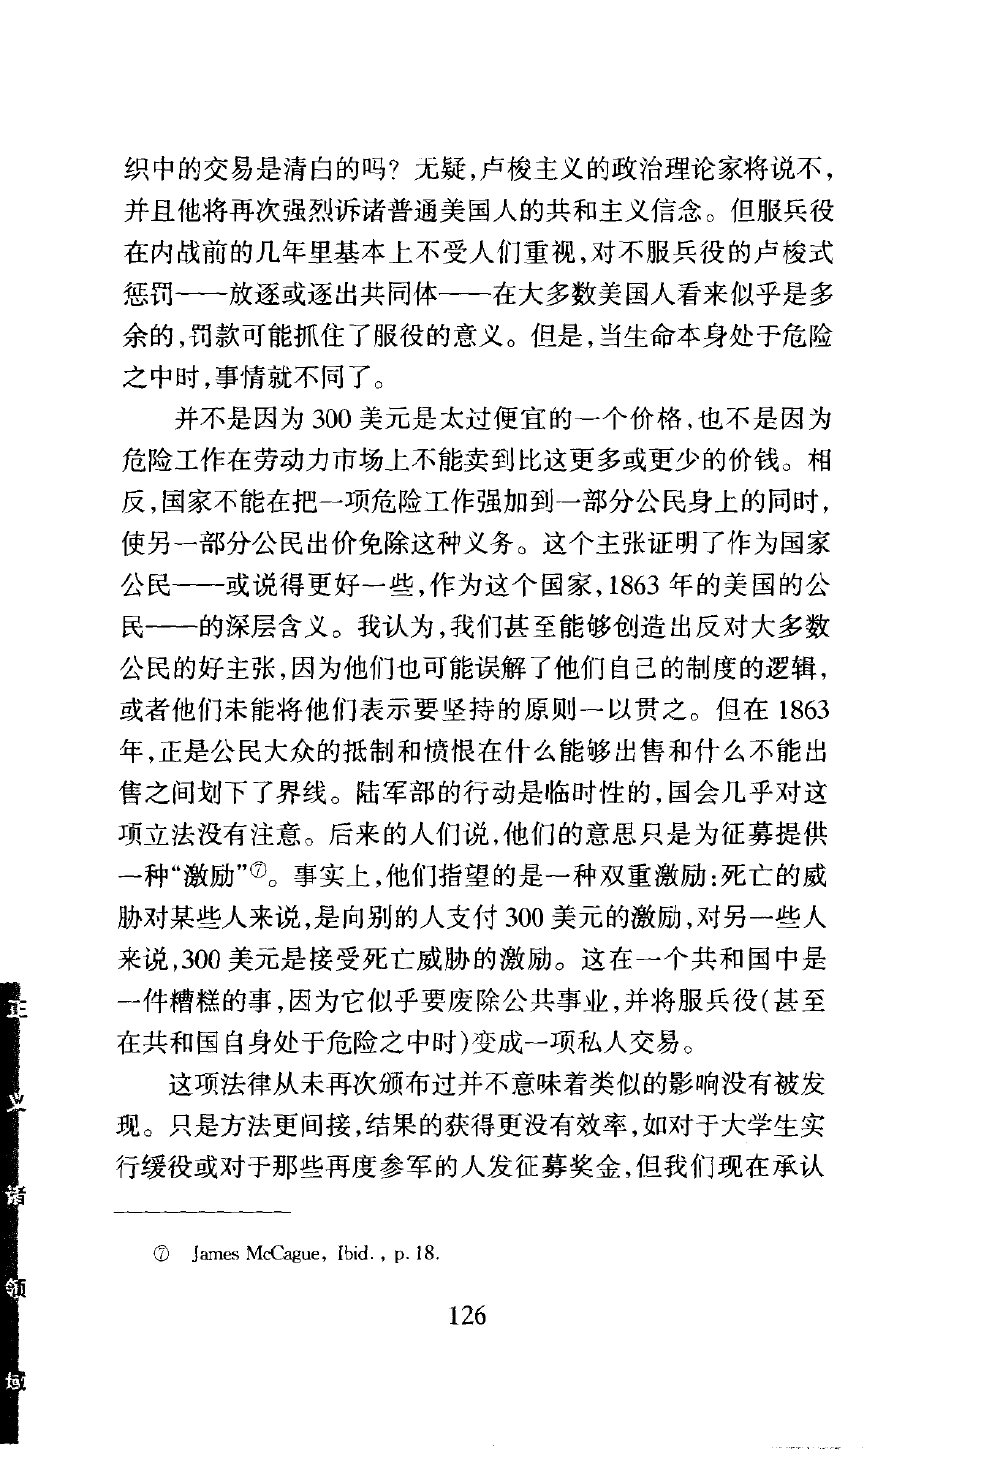 织中的交易是清白的吗？无疑，卢梭主义的政治理论家将说不，
并且他将再次强烈诉诸普通美国人的共和主义信念。但服兵役
在内战前的几年里基本上不受人们重视，对不服兵役的卢梭式
惩罚——放逐或逐出共同体——在大多数美国人看来似乎是多
余的，罚款可能抓住了服役的意义。但是，当生命本身处于危险
之中时，事情就不同了。
并不是因为 300 美元是太过便宜的一个价格，也不是因为
危险工作在劳动力市场上不能卖到比这更多或更少的价钱。相
反，国家不能在把一项危险工作强加到一部分公民身上的同时，
使另一部分公民出价免除这种义务。这个主张证明了作为国家
公民——或说得更好一些，作为这个国家，1863 年的美国的公
民——的深层含义。我认为，我们甚至能够创造出反对大多数
公民的好主张，因为他们也可能误解了他们自己的制度的逻辑，
或者他们未能将他们表示要坚持的原则一以贯之。但在 1863
年，正是公民大众的抵制和愤恨在什么能够出售和什么不能出
售之间划下了界线。陆军部的行动是临时性的，国会几乎对这
项立法没有注意。后来的人们说，他们的意思只是为征募提供
一种“激励”⑦。事实上，他们指望的是一种双重激励：死亡的威
胁对某些人来说，是向别的人支付 300 美元的激励，对另一些人
来说，300 美元是接受死亡威胁的激励。这在一个共和国中是
一件糟糕的事，因为它似乎要废除公共事业，并将服兵役（甚至
在共和国自身处于危险之中时）变成一项私人交易。
这项法律从未再次颁布过并不意味着类似的影响没有被发
现。只是方法更间接，结果的获得更没有效率，如对于大学生实
行缓役或对于那些再度参军的人发征募奖金，但我们现在承认
⑦ James McCague, Ibid., p. 18.
126
正
义
诸
领
域